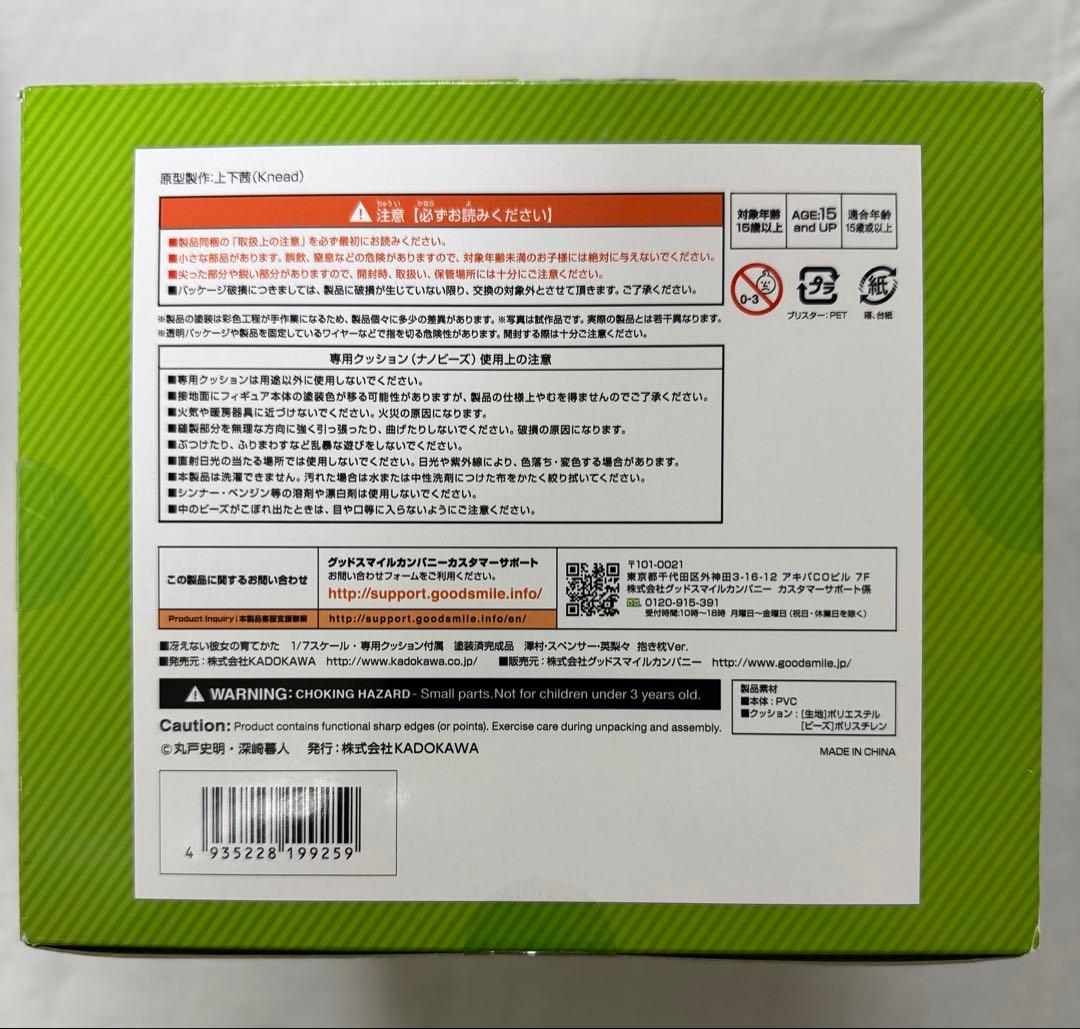 原型製作:上下茜(Knead)
ちゅうい かなら よ
注意【必ずお読みください】
■製品同梱の「取扱上の注意」を必ず最初にお読みください。
■小さな部品があります。誤飲、窒息などの危険がありますので、対象年齢未満のお子様には絶対に与えないでください。
■尖った部分や鋭い部分がありますので、開封時、取扱い、保管場所には十分にご注意ください。
■パッケージ破損につきましては、製品に破損が生じていない限り、交換の対象外とさせて頂きます。ご了承ください。
対象年齢
15歳以上
AGE:15
and UP
適合年齢
15歳或以上
0-3
プラ
紙
ブリスター:PET
箱、台紙
※製品の塗装は彩色工程が手作業になるため、製品個々に多少の差異があります。※写真は試作品です。実際の製品とは若干異なります。
※透明パッケージや製品を固定しているワイヤーなどで指を切る危険性があります。開封する際は十分ご注意ください。
専用クッション(ナノビーズ)使用上の注意
■専用クッションは用途以外に使用しないでください。
■接地面にフィギュア本体の塗装色が移る可能性がありますが、製品の仕様上やむを得ませんのでご了承ください。
■火気や暖房器具に近づけないでください。火災の原因になります。
■縫製部分を無理な方向に強く引っ張ったり、曲げたりしないでください。破損の原因になります。
■ぶつけたり、ふりまわすなど乱暴な遊びをしないでください。
■直射日光の当たる場所では使用しないでください。日光や紫外線により、色落ち・変色する場合があります。
■本製品は洗濯できません。汚れた場合は水または中性洗剤につけた布をかたく絞り拭いてください。
■シンナー・ベンジン等の溶剤や漂白剤は使用しないでください。
■中のビーズがこぼれ出たときは、目や口等に入らないようにご注意ください。
この製品に関するお問い合わせ
グッドスマイルカンパニーカスタマーサポート
お問い合わせフォームをご利用ください。
http://support.goodsmile.info/
Product Inquiry|本製品客服支援聯繫
http://support.goodsmile.info/en/
〒101-0021
東京都千代田区外神田3-16-12 アキバCOビル 7F
株式会社グッドスマイルカンパニー カスタマーサポート係
0120-915-391
受付時間:10時~18時 月曜日~金曜日(祝日・休業日を除く)
■冴えない彼女の育てかた 1/7スケール・専用クッション付属 塗装済完成品 澤村・スペンサー・英梨々 抱き枕Ver.
■発売元:株式会社KADOKAWA http://www.kadokawa.co.jp/ ■販売元:株式会社グッドスマイルカンパニー http://www.goodsmile.jp/
WARNING: CHOKING HAZARD - Small parts. Not for children under 3 years old.
Caution: Product contains functional sharp edges (or points). Exercise care during unpacking and assembly.
©丸戸史明・深崎暮人 発行:株式会社KADOKAWA
製品素材
■本体:PVC
■クッション:[生地]ポリエステル
[ビーズ]ポリスチレン
MADE IN CHINA
4 935228 199259